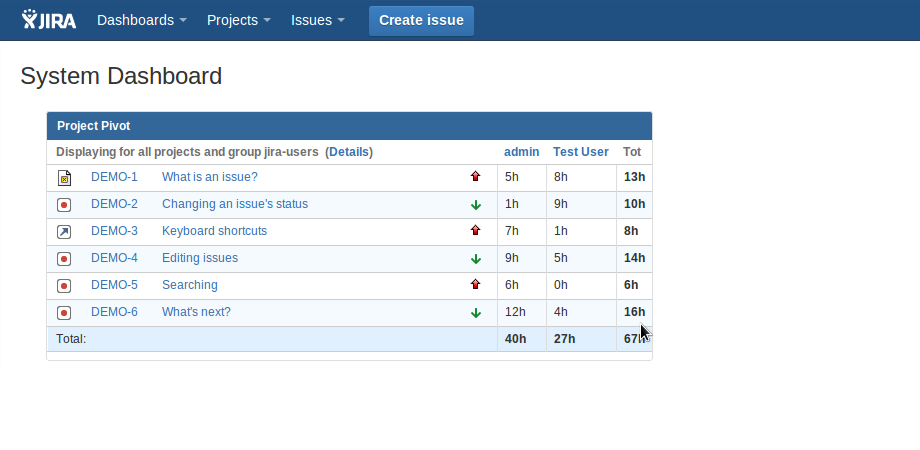 JIRA Dashboards Projects Issues Create issue
System Dashboard
Project Pivot
Displaying for all projects and group jira-users (Details) admin Test User Tot
DEMO-1 What is an issue? 5h 8h 13h
DEMO-2 Changing an issue's status 1h 9h 10h
DEMO-3 Keyboard shortcuts 7h 1h 8h
DEMO-4 Editing issues 9h 5h 14h
DEMO-5 Searching 6h 0h 6h
DEMO-6 What's next? 12h 4h 16h
Total: 40h 27h 67h